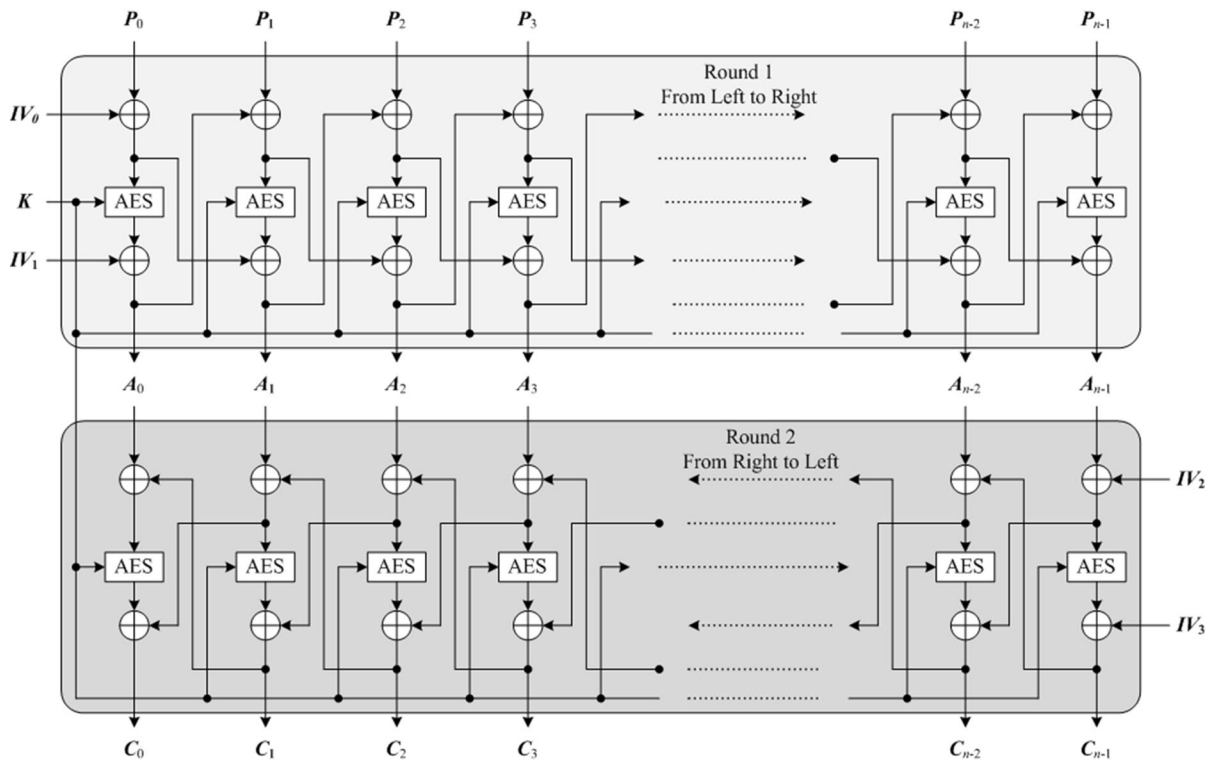 P0 P1 P2 P3 Pn-2 Pn-1
Round 1
From Left to Right
IV0
K AES AES AES AES AES AES
IV1
A0 A1 A2 A3 An-2 An-1
Round 2
From Right to Left
IV2
AES AES AES AES AES AES
IV3
C0 C1 C2 C3 Cn-2 Cn-1